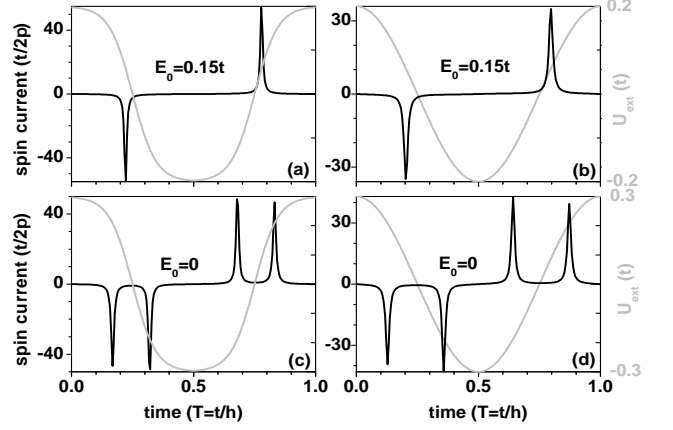 spin current (t/2p)
40
0
-40
E0=0.15t
(a)
30
0
-30
E0=0.15t
(b)
0.2
Uext(t)
-0.2
spin current (t/2p)
40
0
-40
E0=0
(c)
0.0
0.5
1.0
time (T=t/h)
30
0
-30
E0=0
(d)
0.3
Uext(t)
-0.3
0.0
0.5
1.0
time (T=t/h)